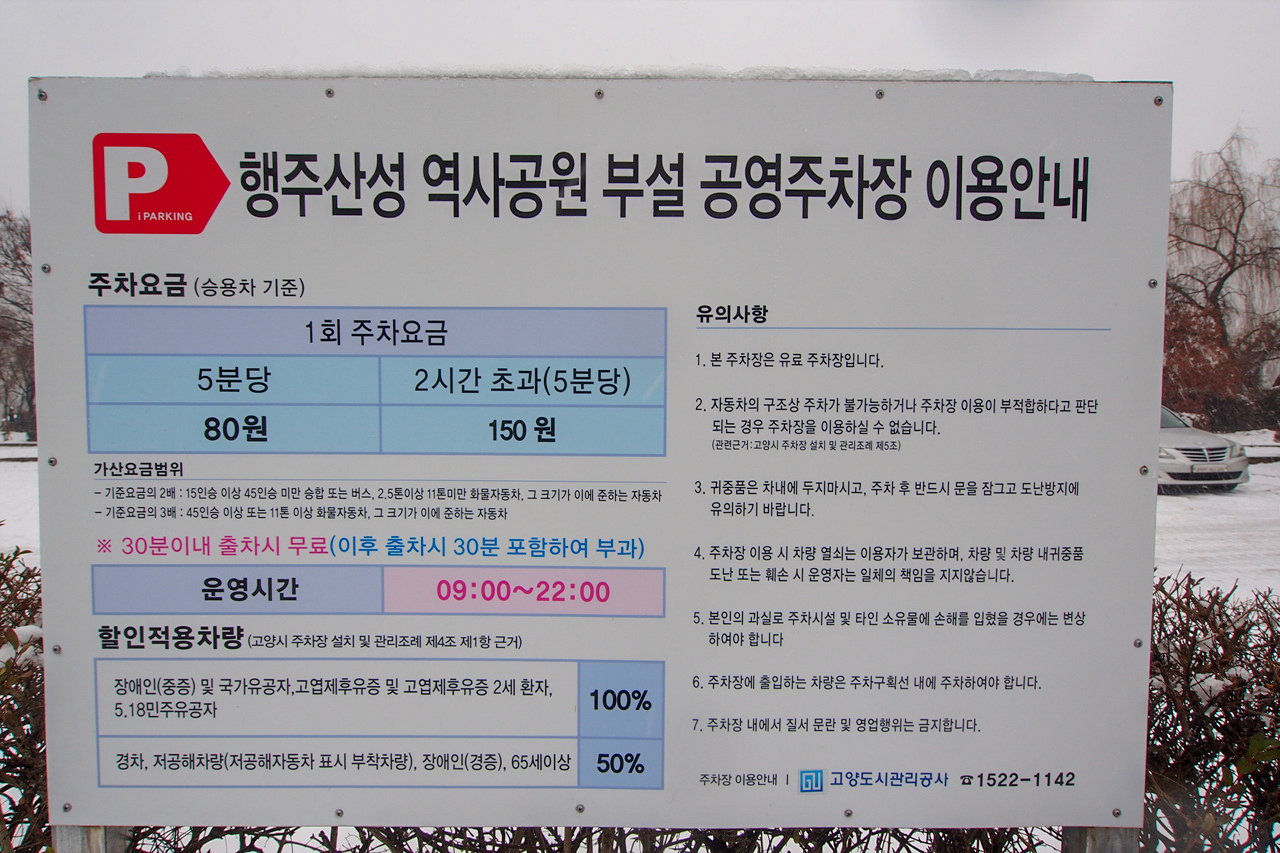 P
i PARKING
행주산성 역사공원 부설 공영주차장 이용안내
주차요금 (승용차 기준)
1회 주차요금
5분당 2시간 초과(5분당)
80원 150 원
가산요금범위
– 기준요금의 2배 : 15인승 이상 45인승 미만 승합 또는 버스, 2.5톤이상 11톤미만 화물자동차, 그 크기가 이에 준하는 자동차
– 기준요금의 3배 : 45인승 이상 또는 11톤 이상 화물자동차, 그 크기가 이에 준하는 자동차
※ 30분이내 출차시 무료(이후 출차시 30분 포함하여 부과)
운영시간 09:00~22:00
할인적용차량 (고양시 주차장 설치 및 관리조례 제4조 제1항 근거)
장애인(중증) 및 국가유공자,고엽제후유증 및 고엽제후유증 2세 환자,
5.18민주유공자
100%
경차, 저공해차량(저공해자동차 표시 부착차량), 장애인(경증), 65세이상 50%
유의사항
1. 본 주차장은 유료 주차장입니다.
2. 자동차의 구조상 주차가 불가능하거나 주차장 이용이 부적합하다고 판단
되는 경우 주차장을 이용하실 수 없습니다.
(관련근거:고양시 주차장 설치 및 관리조례 제5조)
3. 귀중품은 차내에 두지마시고, 주차 후 반드시 문을 잠그고 도난방지에
유의하기 바랍니다.
4. 주차장 이용 시 차량 열쇠는 이용자가 보관하며, 차량 및 차량 내귀중품
도난 또는 훼손 시 운영자는 일체의 책임을 지지않습니다.
5. 본인의 과실로 주차시설 및 타인 소유물에 손해를 입혔을 경우에는 변상
하여야 합니다
6. 주차장에 출입하는 차량은 주차구획선 내에 주차하여야 합니다.
7. 주차장 내에서 질서 문란 및 영업행위는 금지합니다.
주차장 이용안내 | 고양도시관리공사 ☎1522-1142